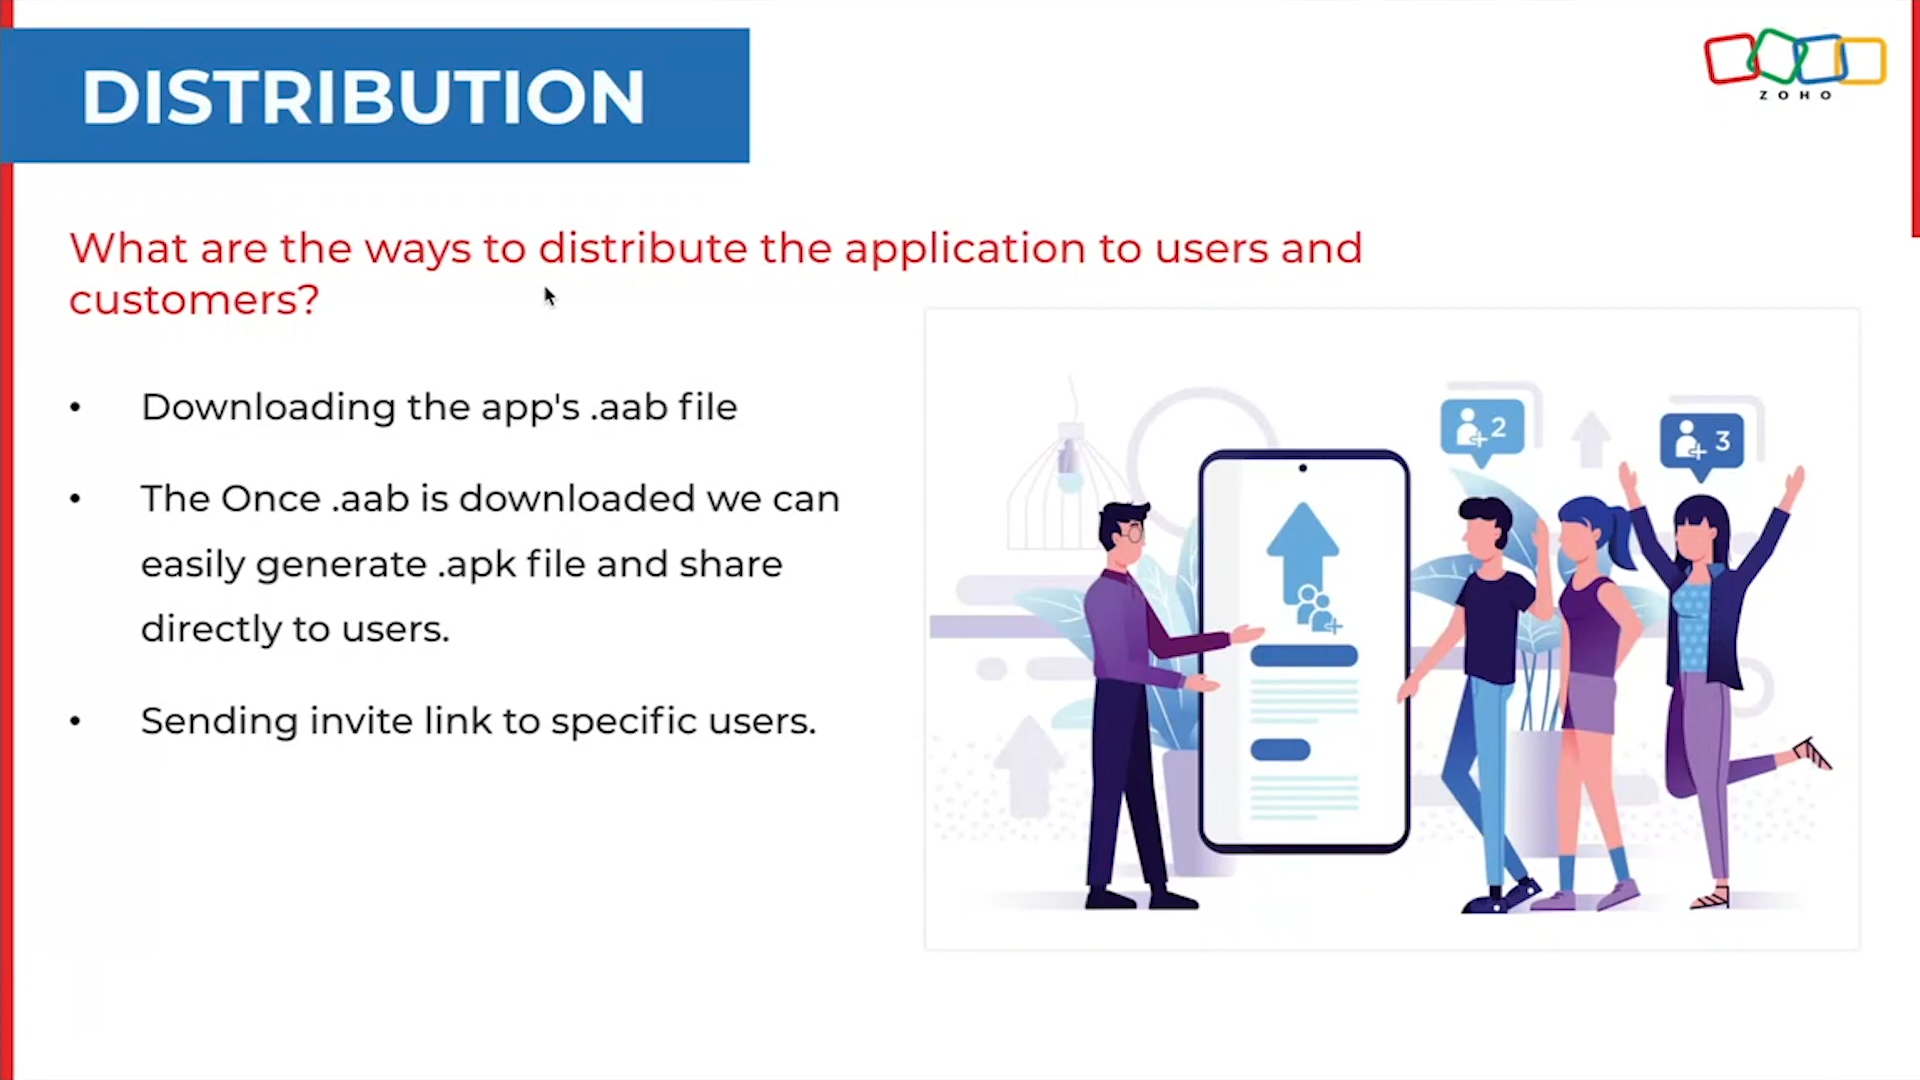 DISTRIBUTION
ZOHO
What are the ways to distribute the application to users and
customers?
• Downloading the app's .aab file
• The Once .aab is downloaded we can
easily generate .apk file and share
directly to users.
• Sending invite link to specific users.
2
3